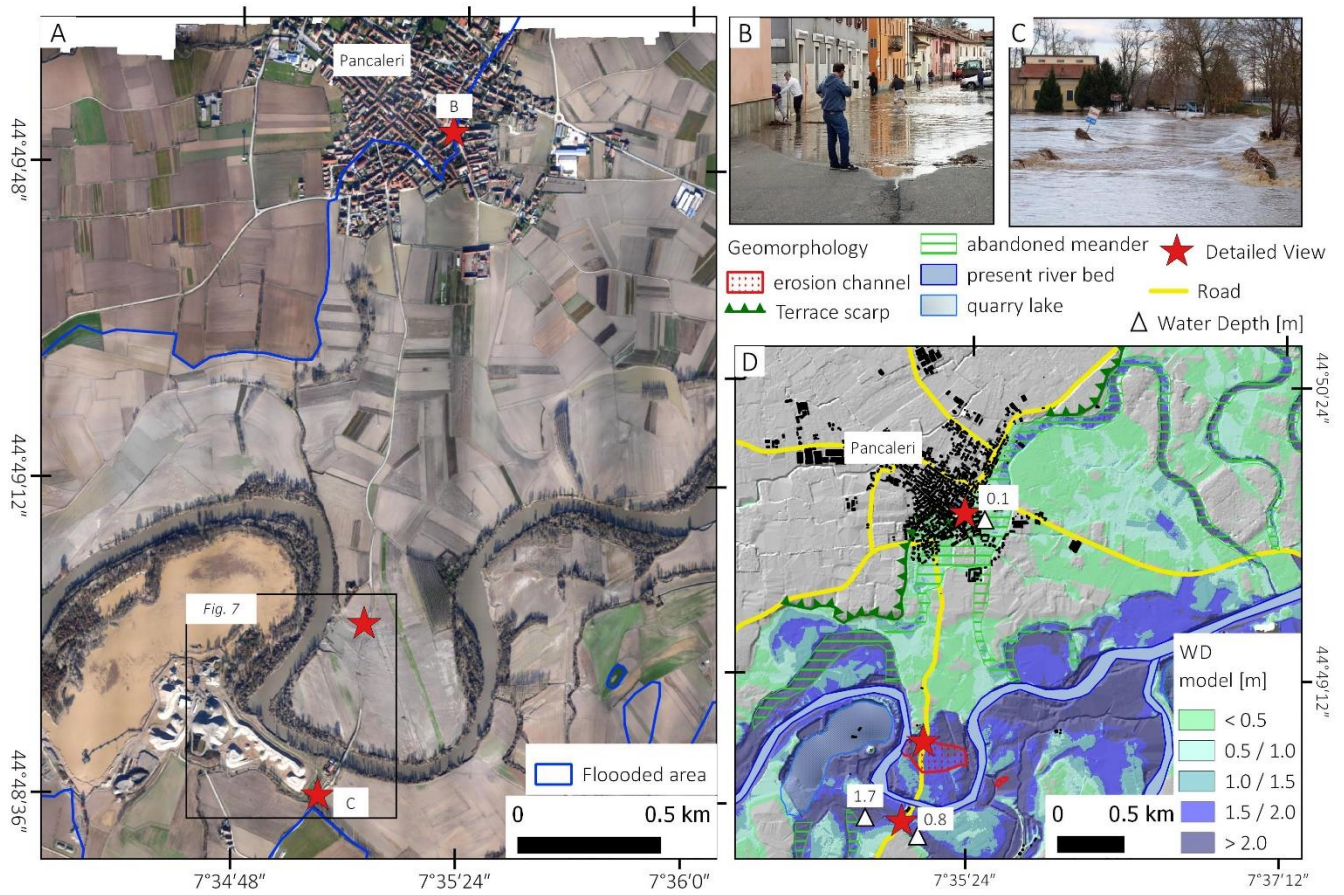 A
Pancaleri
B
Fig. 7
C
Flooooded area
0.5 km
44°49'48"
44°49'12"
44°48'36"
7°34'48"
7°35'24"
7°36'0"
B
C
Geomorphology
erosion channel
Terrace scarp
abandoned meander
present river bed
quarry lake
Detailed View
Road
Water Depth [m]
D
Pancaleri
0.1
1.7
0.8
WD
model [m]
< 0.5
0.5 / 1.0
1.0 / 1.5
1.5 / 2.0
> 2.0
0.5 km
44°50'24"
44°49'12"
7°35'24"
7°37'12"